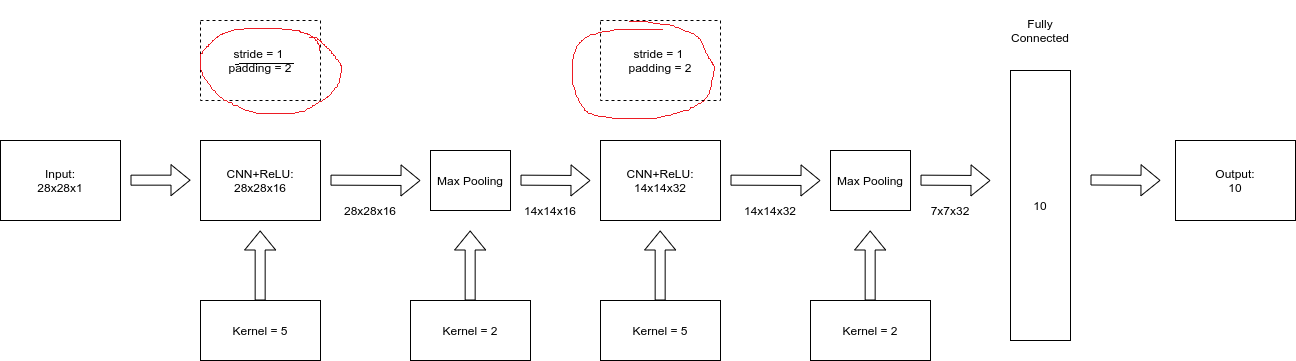 stride = 1
padding = 2
stride = 1
padding = 2
Fully
Connected
Input:
28x28x1
CNN+ReLU:
28x28x16
28x28x16
Max Pooling
14x14x16
CNN+ReLU:
14x14x32
14x14x32
Max Pooling
7x7x32
10
Output:
10
Kernel = 5
Kernel = 2
Kernel = 5
Kernel = 2